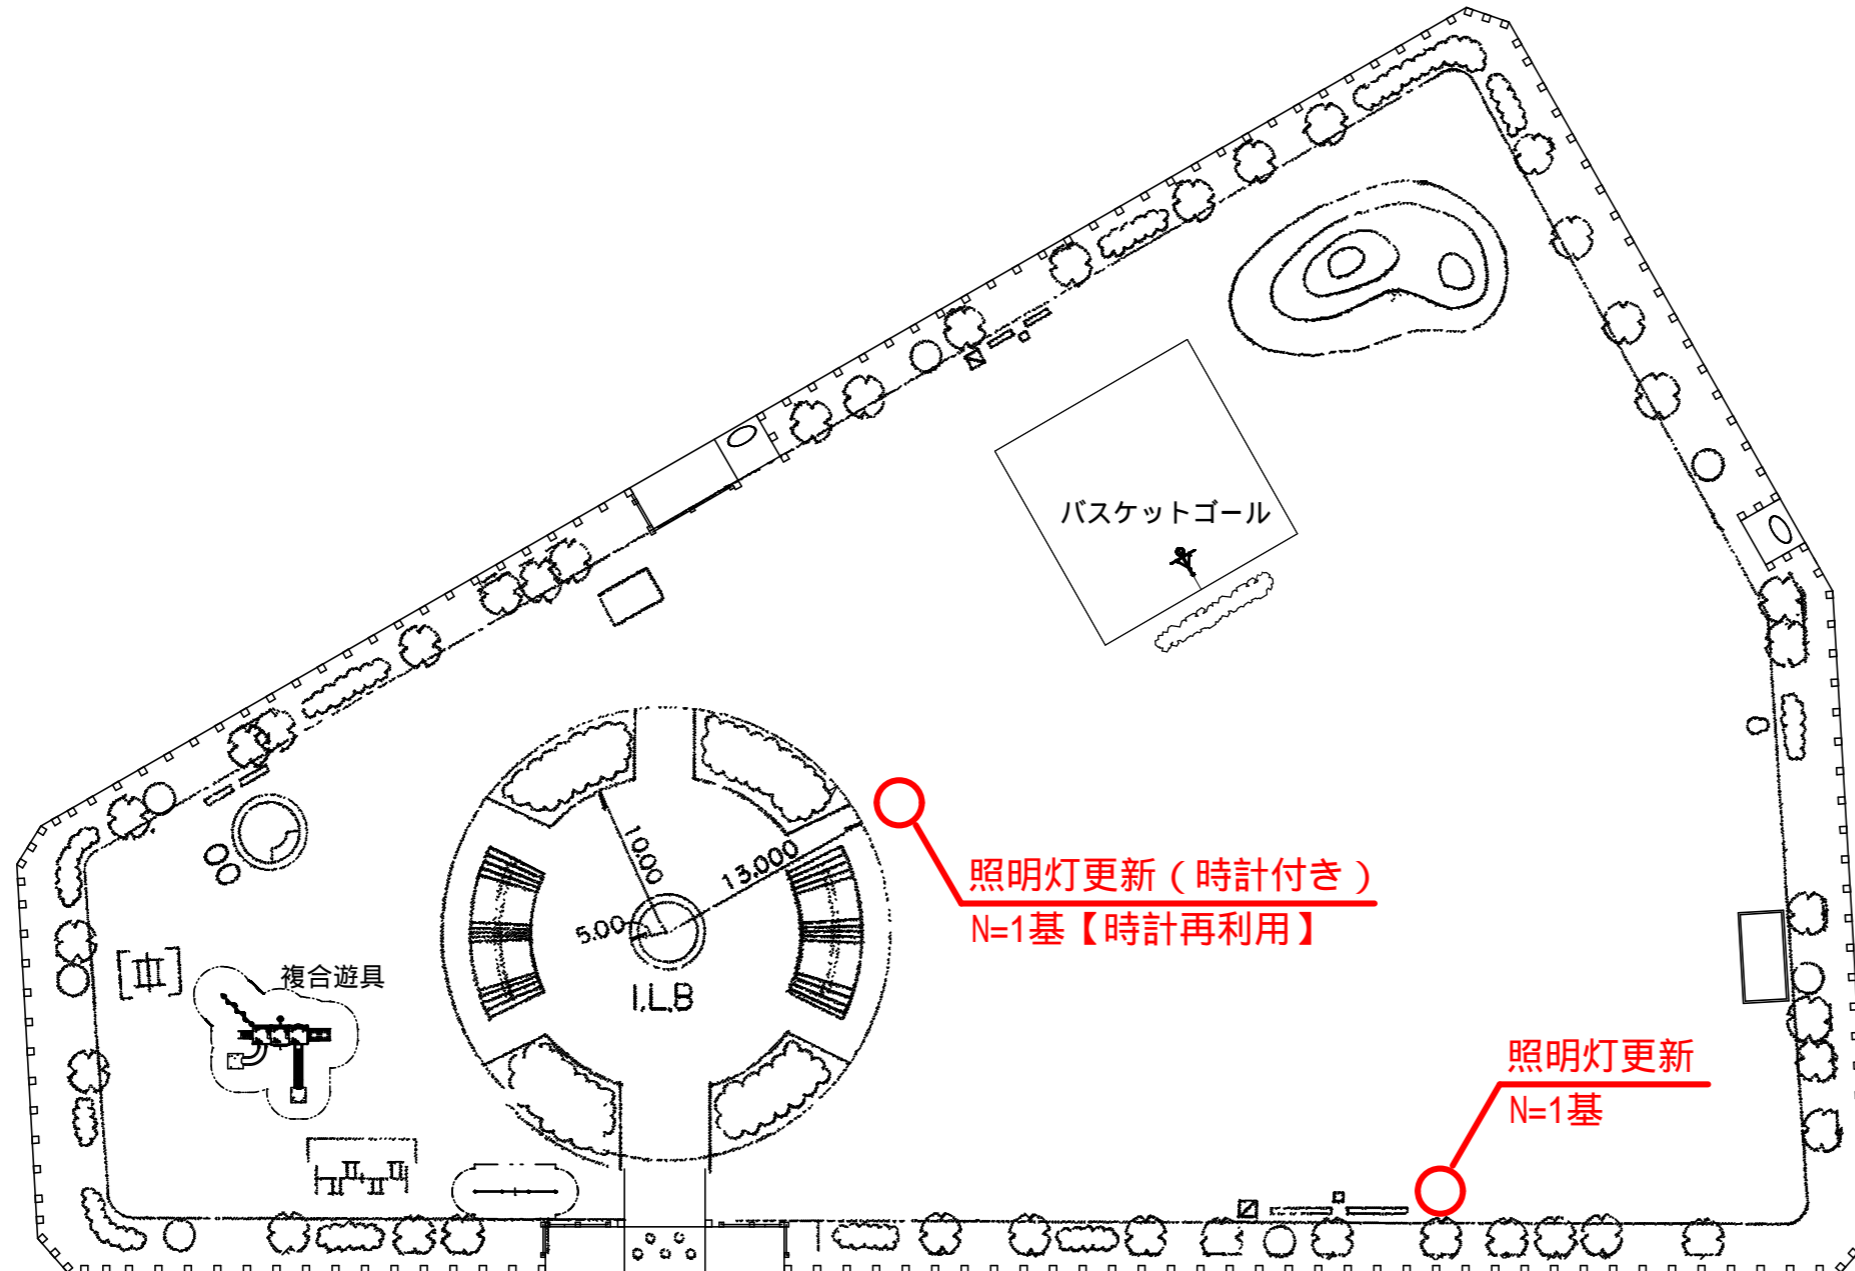 バスケットゴール
10.00
13.000
5.00
I.L.B
照明灯更新（時計付き）
N=1基【時計再利用】
複合遊具
照明灯更新
N=1基